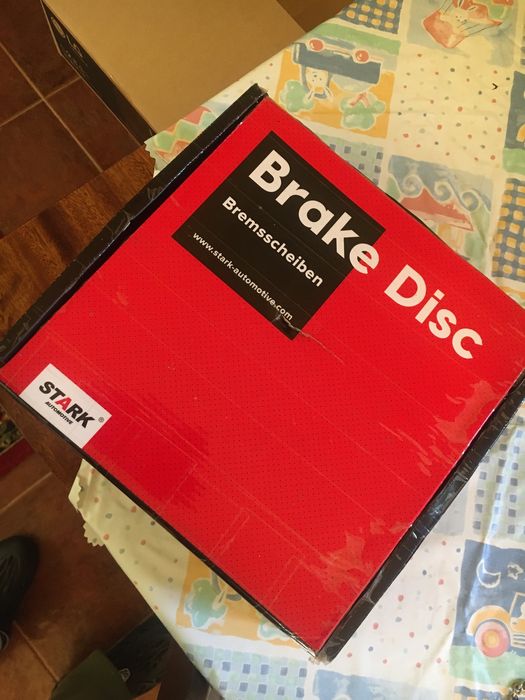 Brake Disc
Bremsscheiben
www.stark-automotive.com
STARK®
AUTOMOTIVE